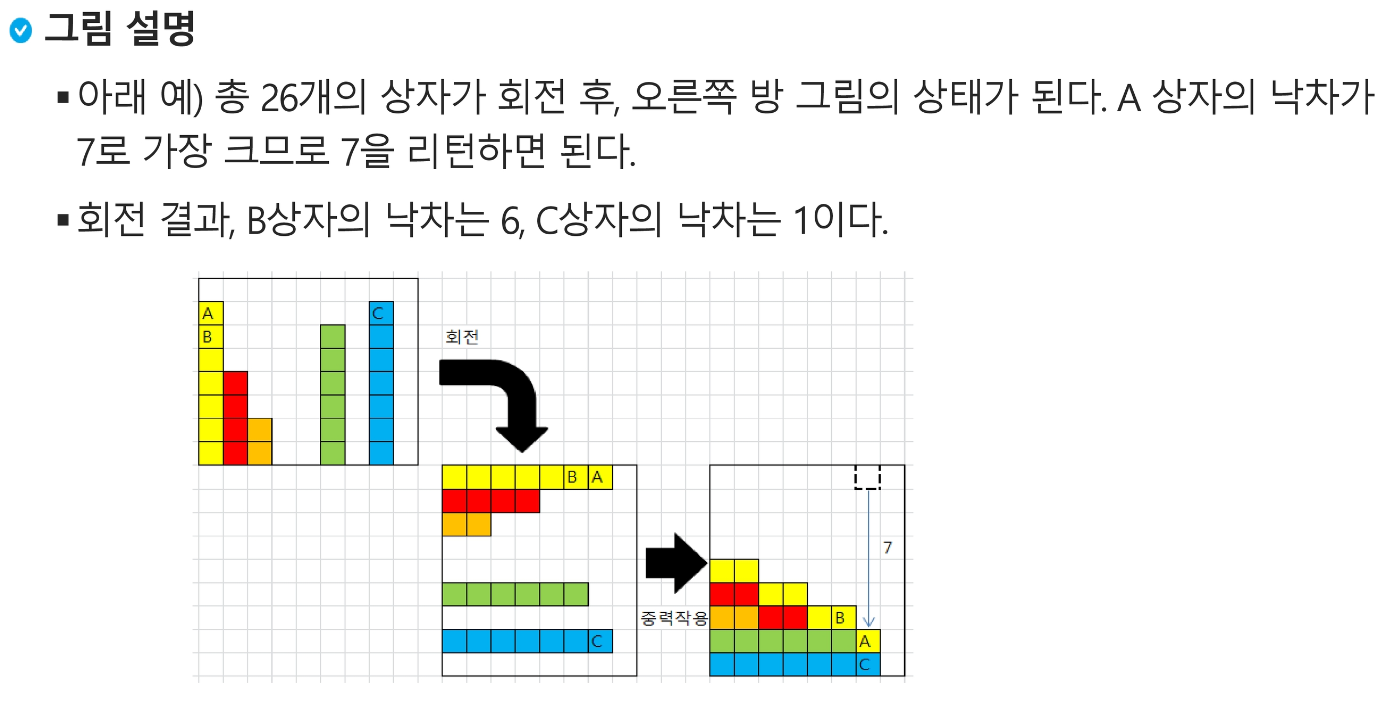 그림 설명
▪아래 예) 총 26개의 상자가 회전 후, 오른쪽 방 그림의 상태가 된다. A 상자의 낙차가
7로 가장 크므로 7을 리턴하면 된다.
▪회전 결과, B상자의 낙차는 6, C상자의 낙차는 1이다.
A
C
B
회전
B A
7
중력작용
B
C
A
C